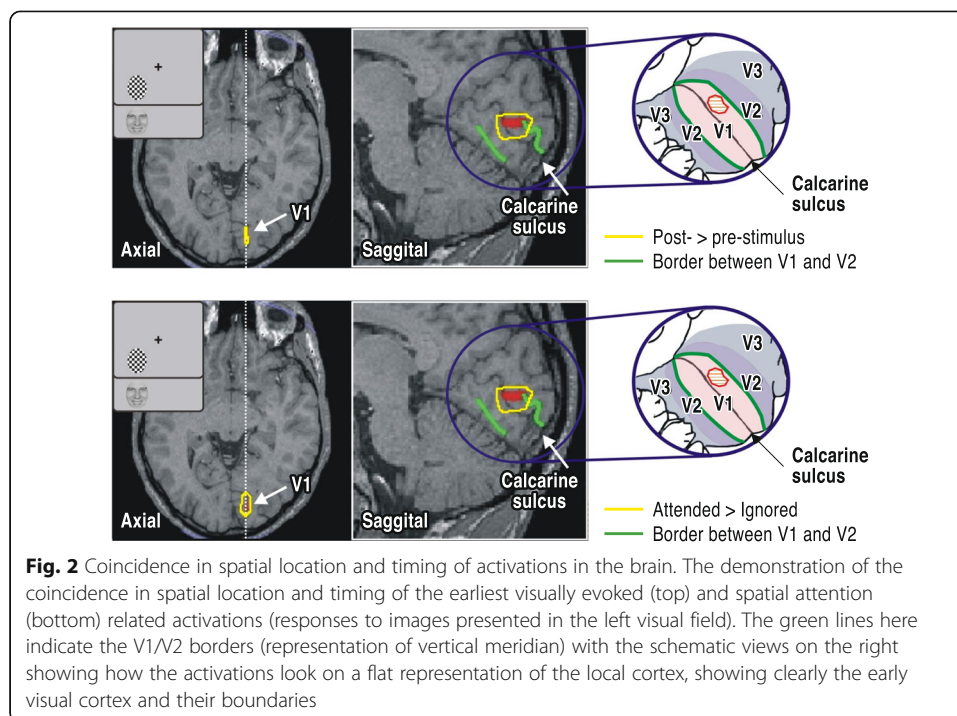 V1
Axial
Calcarine
sulcus
Saggital
V3
V2
V3
V2
V1
Calcarine
sulcus
Post- > pre-stimulus
Border between V1 and V2
V1
Axial
Calcarine
sulcus
Saggital
V3
V2
V3
V2
V1
Calcarine
sulcus
Attended > Ignored
Border between V1 and V2
Fig. 2 Coincidence in spatial location and timing of activations in the brain. The demonstration of the
coincidence in spatial location and timing of the earliest visually evoked (top) and spatial attention
(bottom) related activations (responses to images presented in the left visual field). The green lines here
indicate the V1/V2 borders (representation of vertical meridian) with the schematic views on the right
showing how the activations look on a flat representation of the local cortex, showing clearly the early
visual cortex and their boundaries